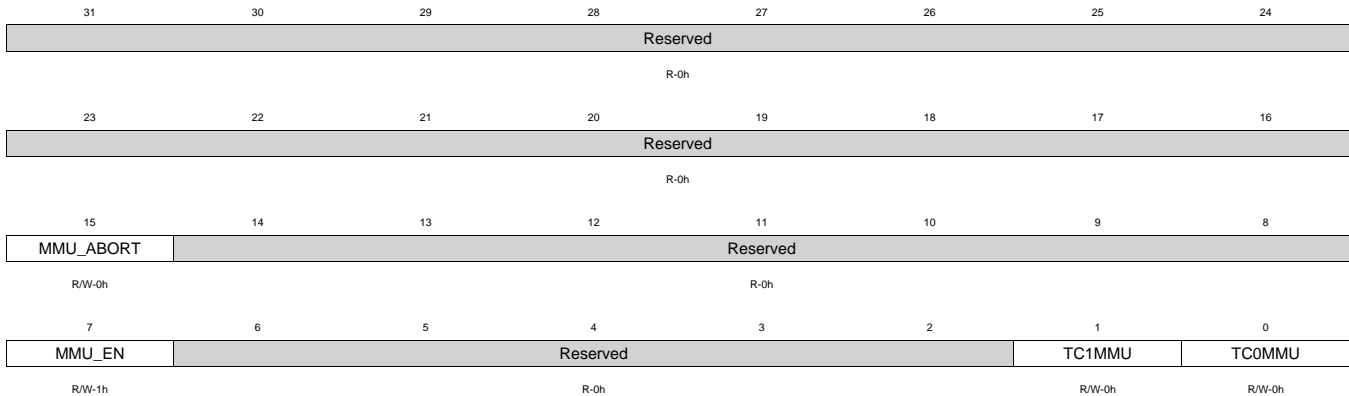 31 30 29 28 27 26 25 24
Reserved
R-0h
23 22 21 20 19 18 17 16
Reserved
R-0h
15 14 13 12 11 10 9 8
MMU_ABORT Reserved
R/W-0h R-0h
7 6 5 4 3 2 1 0
MMU_EN Reserved TC1MMU TC0MMU
R/W-1h R-0h R/W-0h R/W-0h